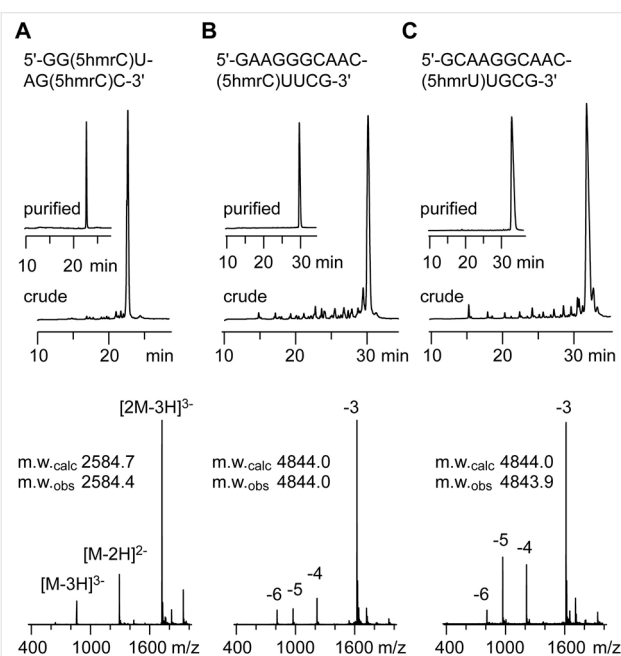 A
5'-GG(5hmrC)U-
AG(5hmrC)C-3'
purified
10 20 min
crude
10 20 min
[2M-3H]3-
m.w.calc 2584.7
m.w.obs 2584.4
[M-2H]2-
[M-3H]3-
400 1000 1600 m/z
B
5'-GAAGGGCAAC-
(5hmrC)UUCG-3'
purified
10 20 30 min
crude
10 20 30 min
-3
m.w.calc 4844.0
m.w.obs 4844.0
-6 -5 -4
400 1000 1600 m/z
C
5'-GCAAGGCAAC-
(5hmrU)UGCG-3'
purified
10 20 30 min
crude
10 20 30 min
-3
m.w.calc 4844.0
m.w.obs 4843.9
-5 -4
-6
400 1000 1600 m/z